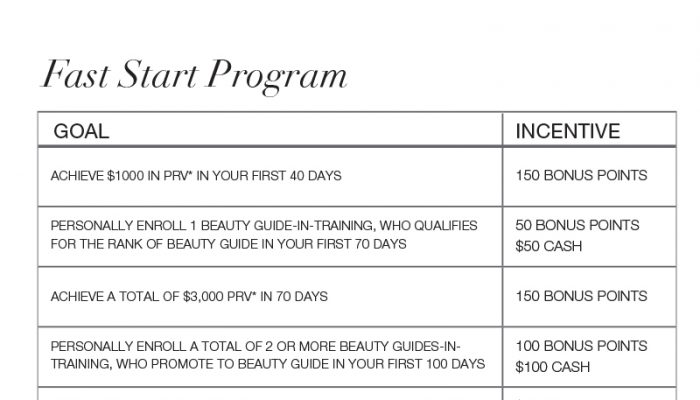 Fast Start Program
GOAL
INCENTIVE
ACHIEVE $1000 IN PRV* IN YOUR FIRST 40 DAYS
150 BONUS POINTS
PERSONALLY ENROLL 1 BEAUTY GUIDE-IN-TRAINING, WHO QUALIFIES
FOR THE RANK OF BEAUTY GUIDE IN YOUR FIRST 70 DAYS
50 BONUS POINTS
$50 CASH
ACHIEVE A TOTAL OF $3,000 PRV* IN 70 DAYS
150 BONUS POINTS
PERSONALLY ENROLL A TOTAL OF 2 OR MORE BEAUTY GUIDES-IN-
TRAINING, WHO PROMOTE TO BEAUTY GUIDE IN YOUR FIRST 100 DAYS
100 BONUS POINTS
$100 CASH